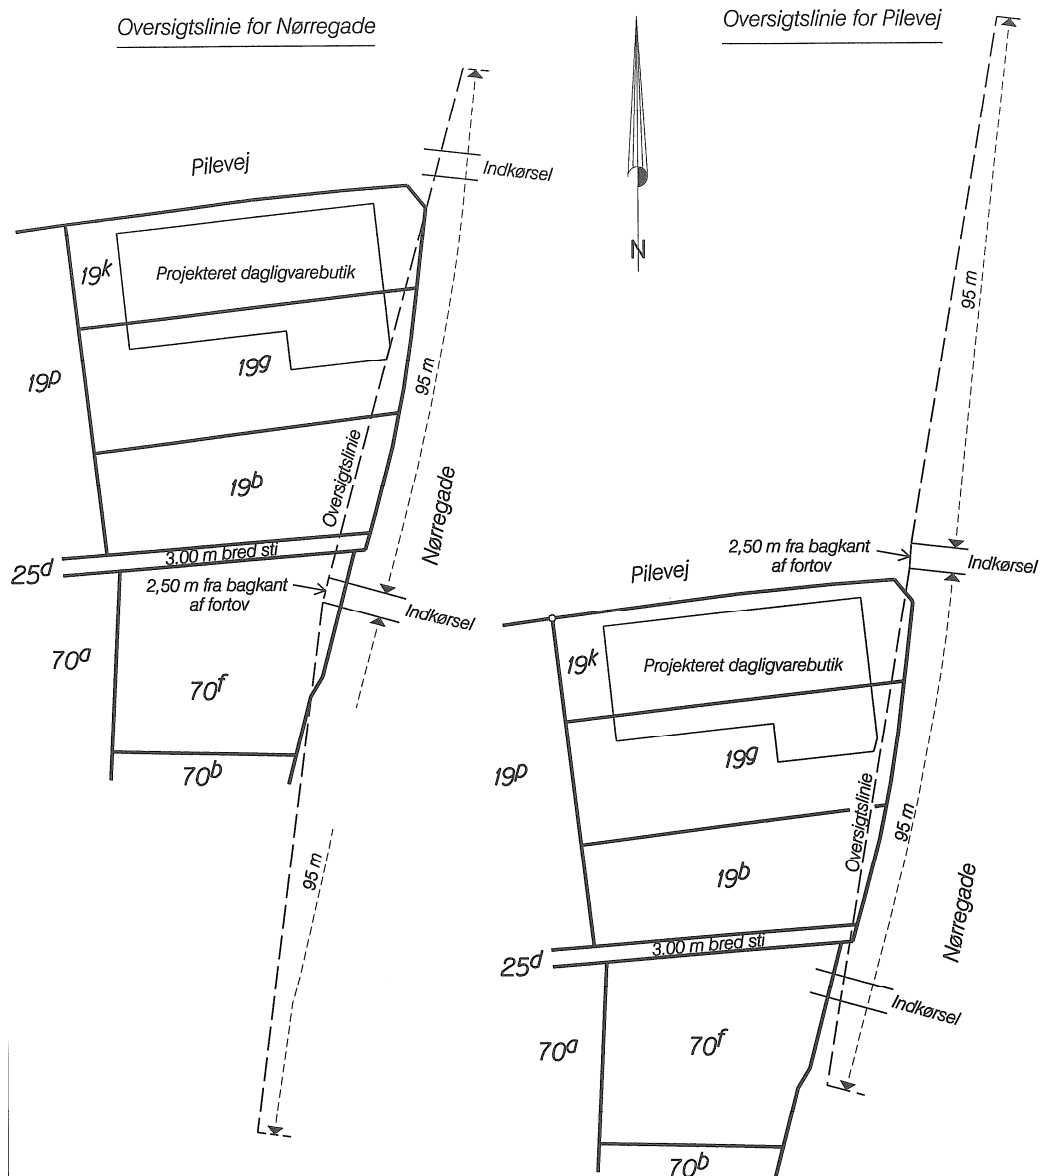 Oversigtslinie for Nørregade
Pilevej
Indkørsel
19k
Projekteret dagligvarebutik
19p
19g
95 m
Oversigtslinie
19b
Nørregade
3.00 m bred sti
25d
2,50 m fra bagkant
af fortov
Indkørsel
70a
70f
70b
95 m
N
Oversigtslinie for Pilevej
95 m
2,50 m fra bagkant
af fortov
Indkørsel
Pilevej
19k
Projekteret dagligvarebutik
19p
19g
Oversigtslinie
95 m
19b
Nørregade
3.00 m bred sti
25d
Indkørsel
70a
70f
70b